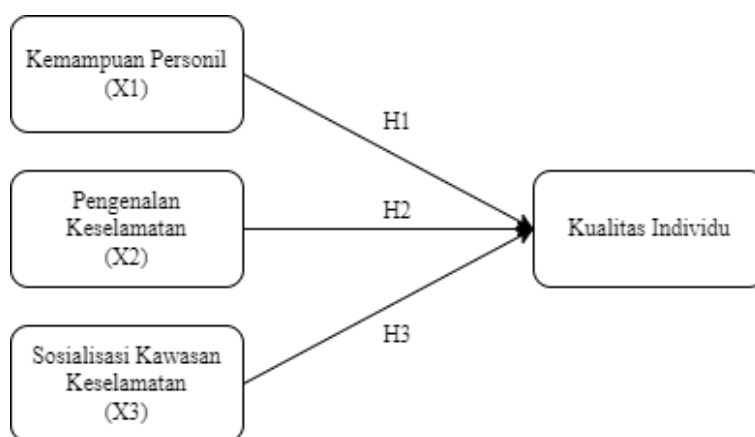 Kemampuan Personil
(X1)
H1
Pengenalan
Keselamatan
(X2)
H2
Kualitas Individu
H3
Sosialisasi Kawasan
Keselamatan
(X3)